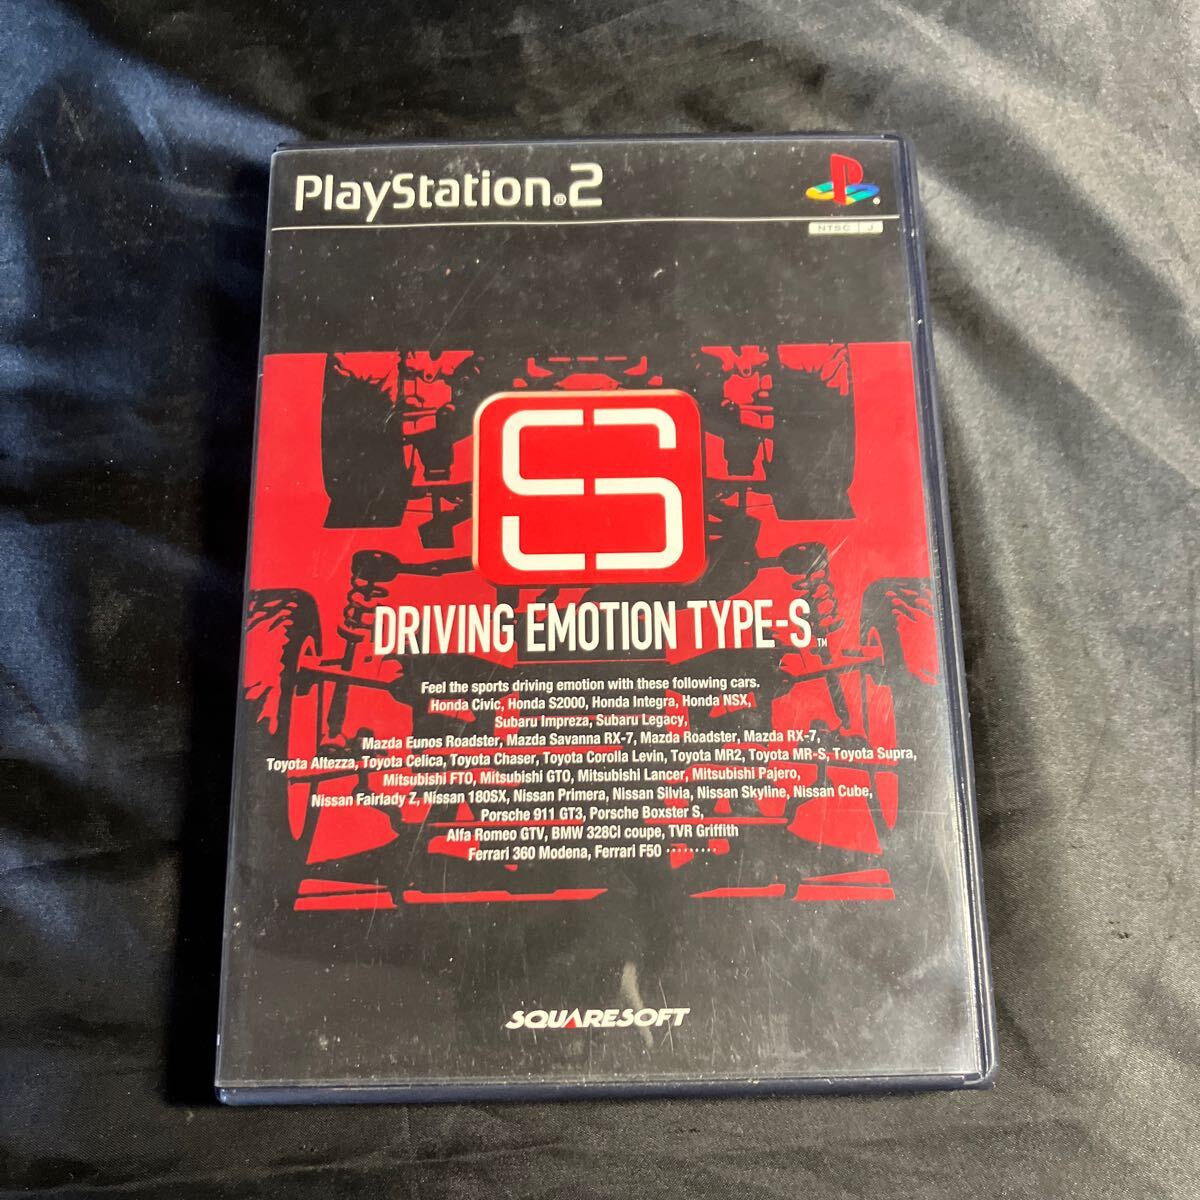 PlayStation®2
NTSC J
S
DRIVING EMOTION TYPE-S™
Feel the sports driving emotion with these following cars.
Honda Civic, Honda S2000, Honda Integra, Honda NSX,
Subaru Impreza, Subaru Legacy,
Mazda Eunos Roadster, Mazda Savanna RX-7, Mazda Roadster, Mazda RX-7,
Toyota Altezza, Toyota Celica, Toyota Chaser, Toyota Corolla Levin, Toyota MR2, Toyota MR-S, Toyota Supra,
Mitsubishi FTO, Mitsubishi GTO, Mitsubishi Lancer, Mitsubishi Pajero,
Nissan Fairlady Z, Nissan 180SX, Nissan Primera, Nissan Silvia, Nissan Skyline, Nissan Cube,
Porsche 911 GT3, Porsche Boxster S,
Alfa Romeo GTV, BMW 328Ci coupe, TVR Griffith
Ferrari 360 Modena, Ferrari F50 ·········
SQUARESOFT